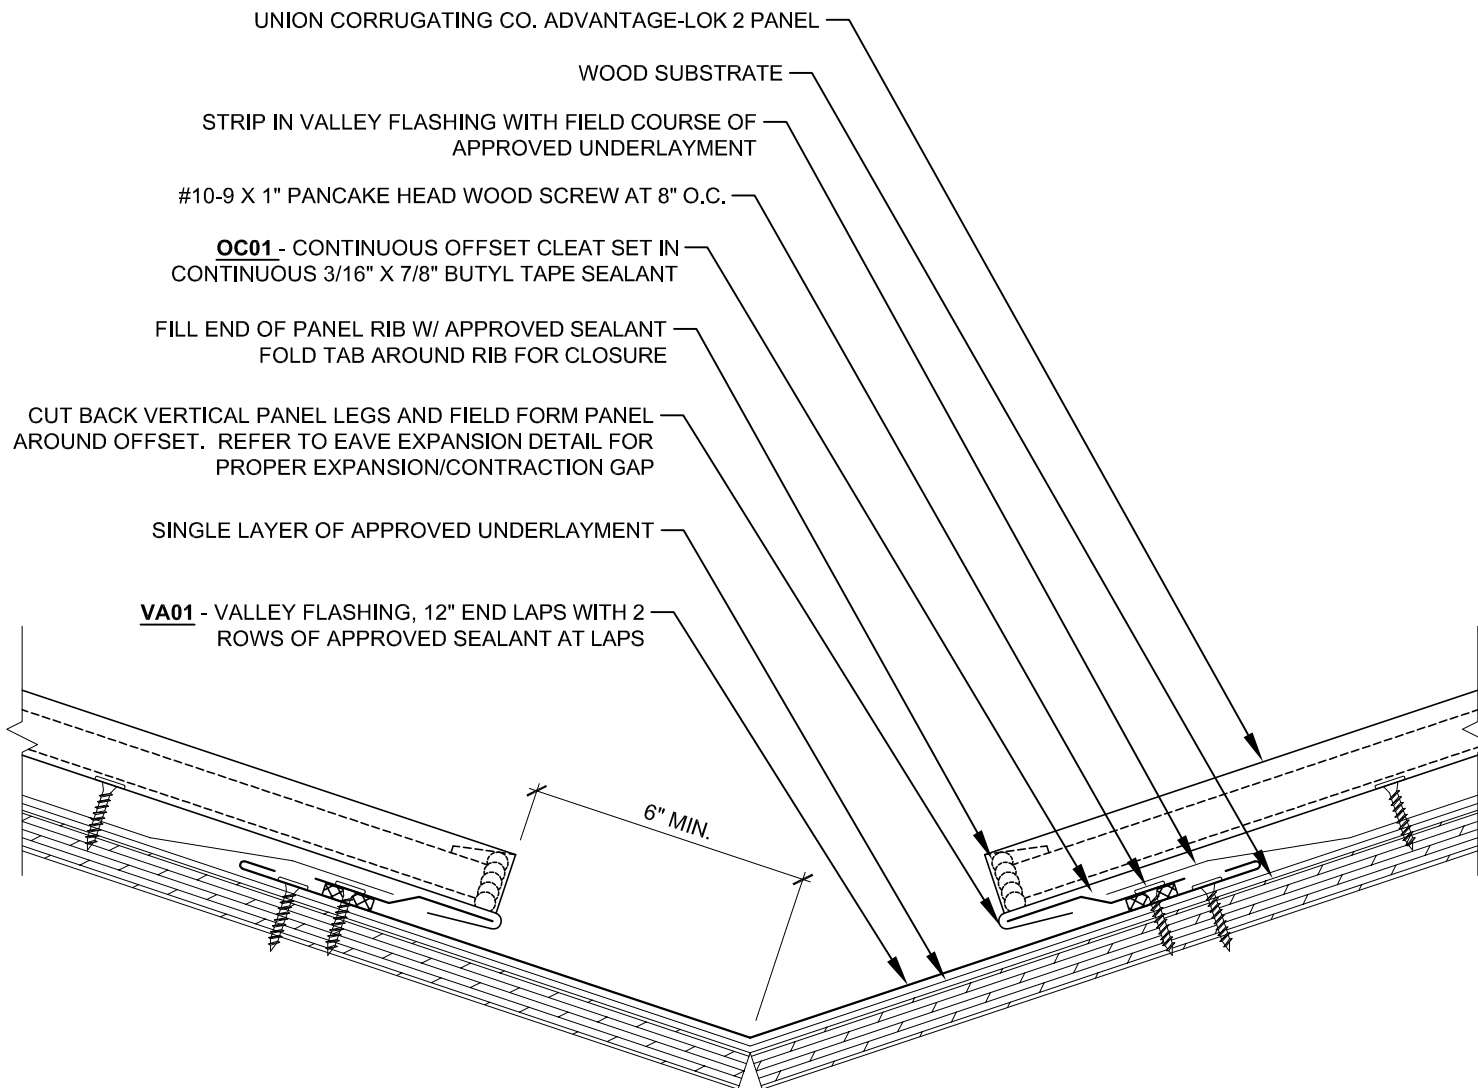 UNION CORRUGATING CO. ADVANTAGE-LOK 2 PANEL
WOOD SUBSTRATE
STRIP IN VALLEY FLASHING WITH FIELD COURSE OF
APPROVED UNDERLAYMENT
#10-9 X 1" PANCAKE HEAD WOOD SCREW AT 8" O.C.
OC01 - CONTINUOUS OFFSET CLEAT SET IN
CONTINUOUS 3/16" X 7/8" BUTYL TAPE SEALANT
FILL END OF PANEL RIB W/ APPROVED SEALANT
FOLD TAB AROUND RIB FOR CLOSURE
CUT BACK VERTICAL PANEL LEGS AND FIELD FORM PANEL
AROUND OFFSET. REFER TO EAVE EXPANSION DETAIL FOR
PROPER EXPANSION/CONTRACTION GAP
SINGLE LAYER OF APPROVED UNDERLAYMENT
VA01 - VALLEY FLASHING, 12" END LAPS WITH 2
ROWS OF APPROVED SEALANT AT LAPS
6" MIN.